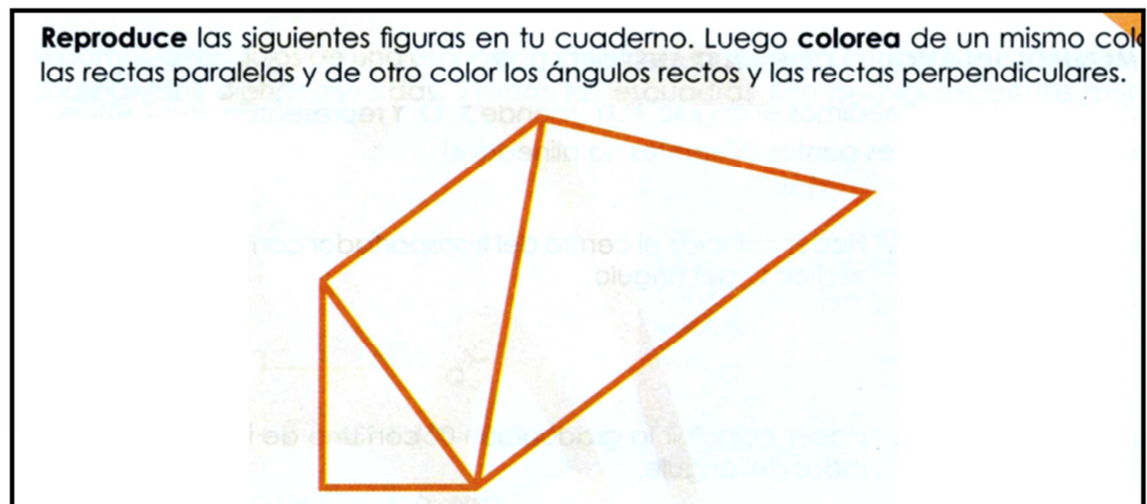 Reproduce las siguientes figuras en tu cuaderno. Luego colorea de un mismo colo
las rectas paralelas y de otro color los ángulos rectos y las rectas perpendiculares.